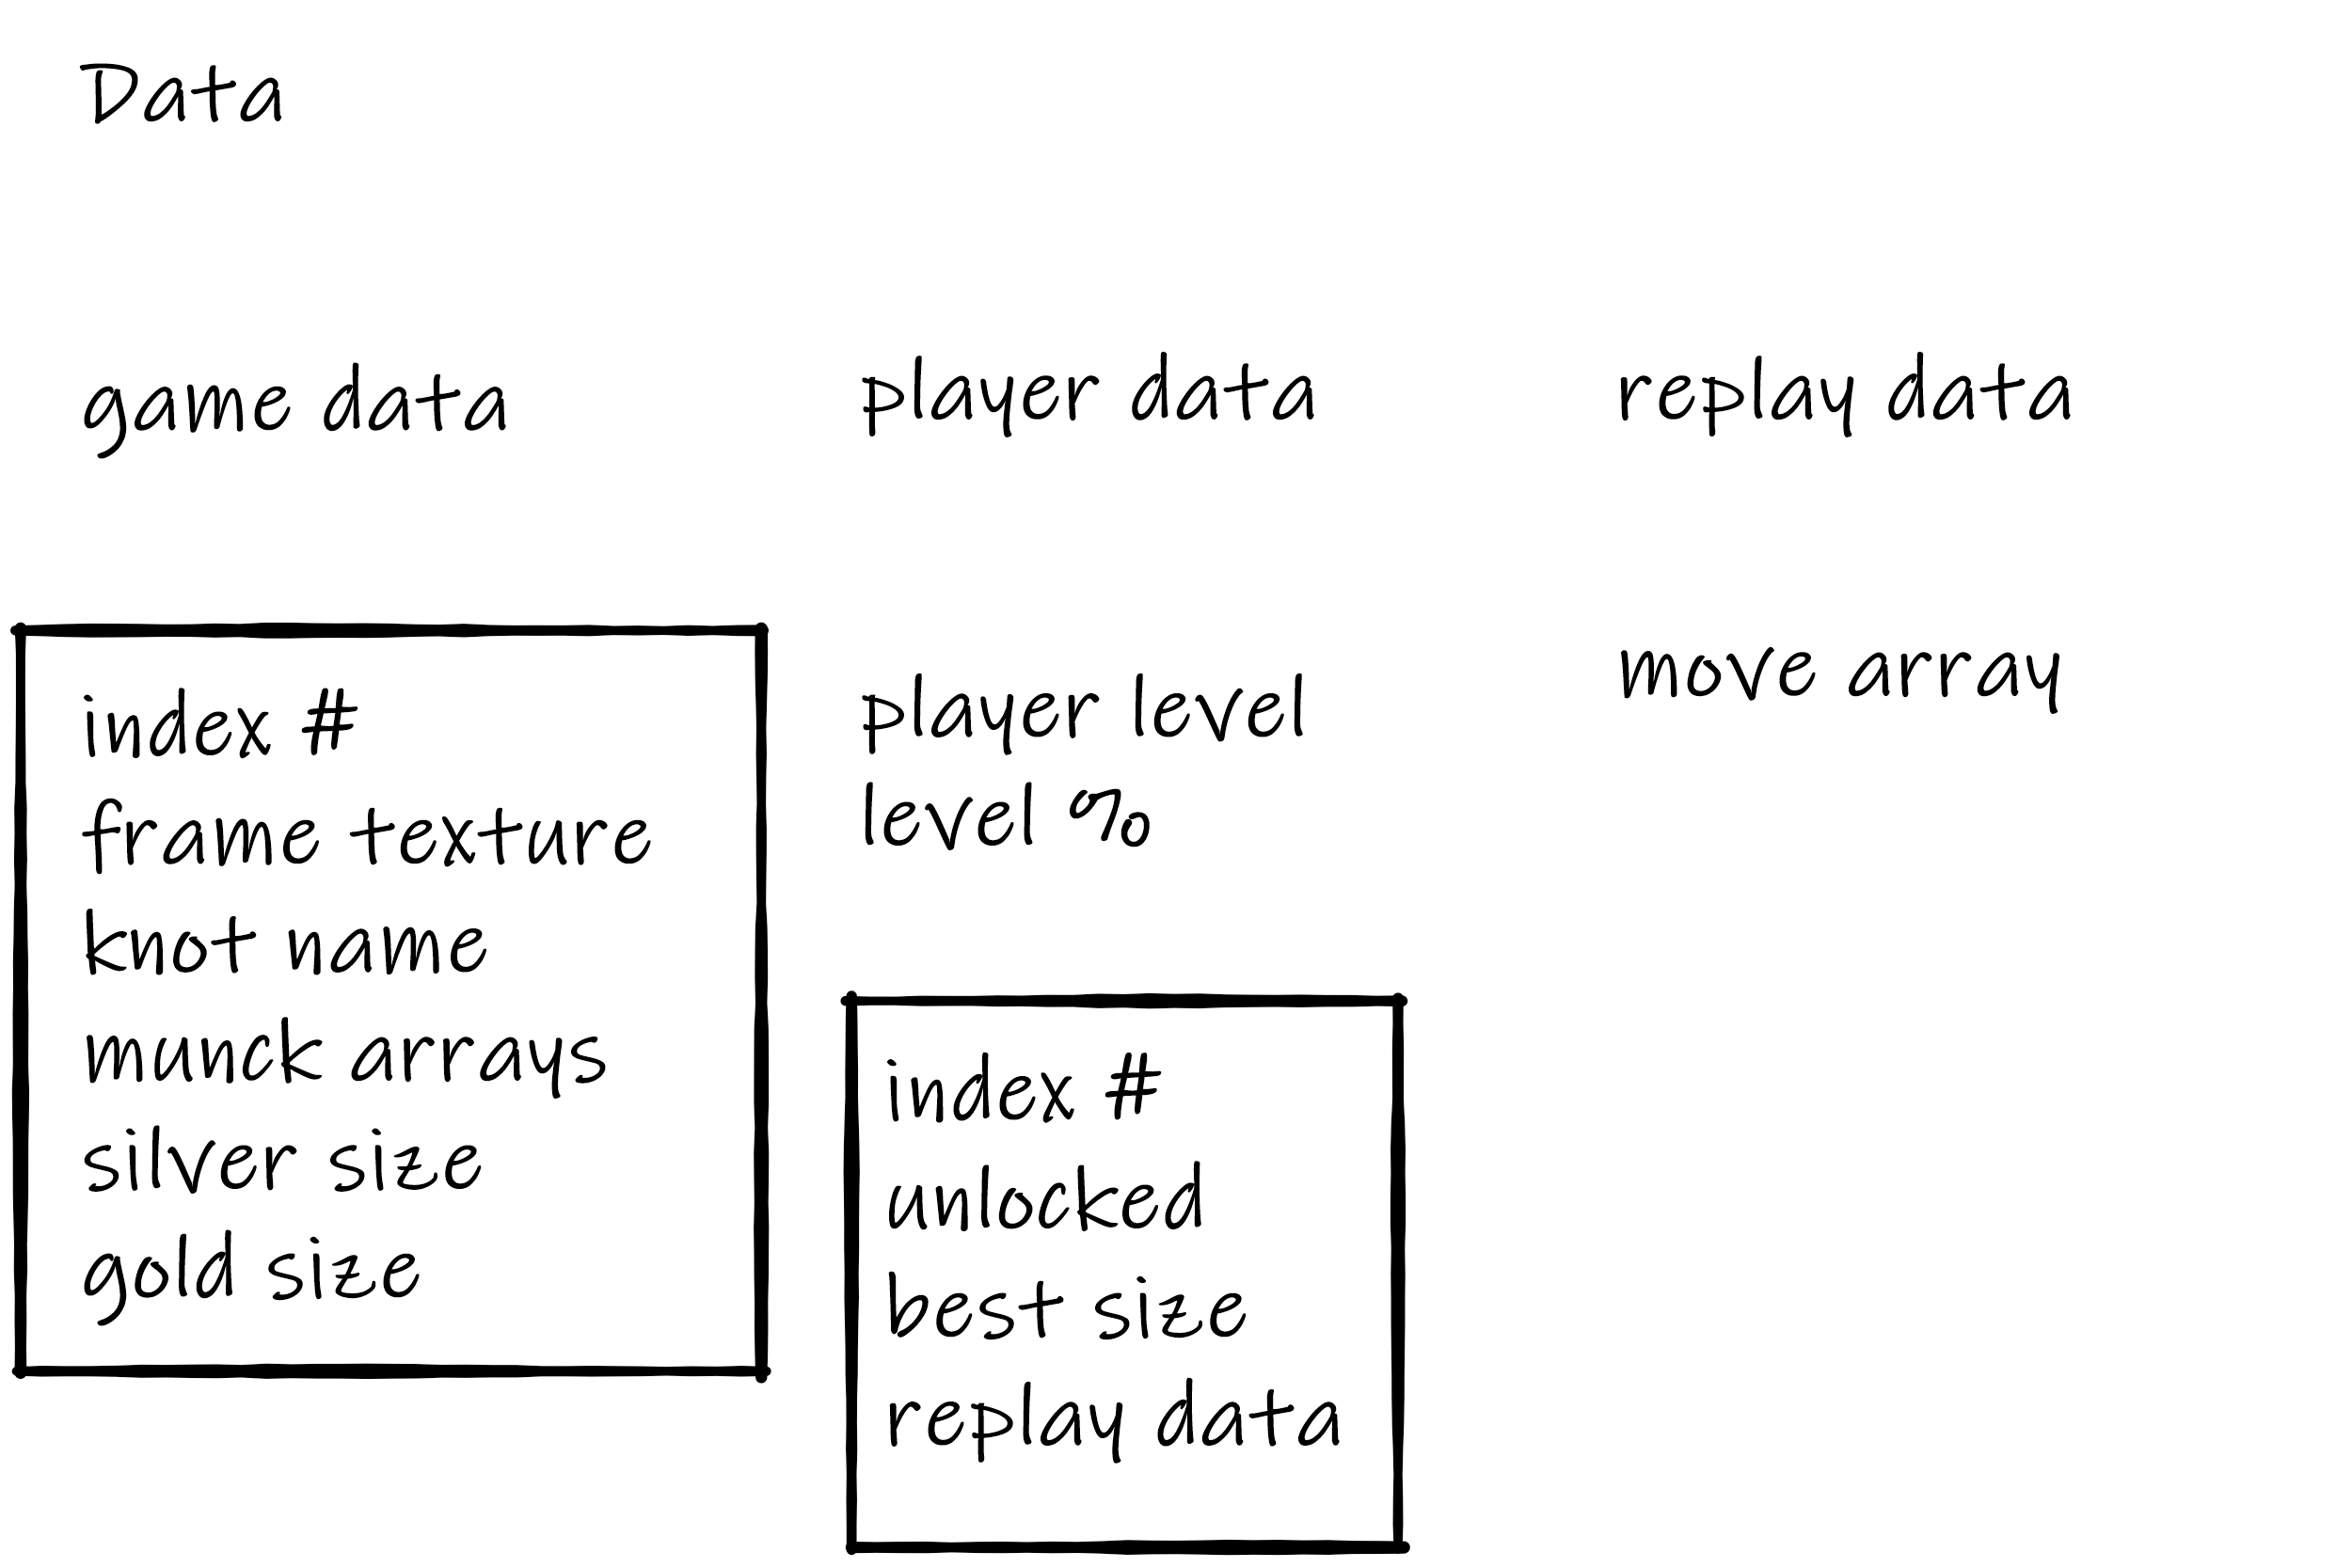 Data
game data
player data
replay data
index #
frame texture
knot name
munck arrays
silver size
gold size
player level
level %
index #
unlocked
best size
replay data
move array